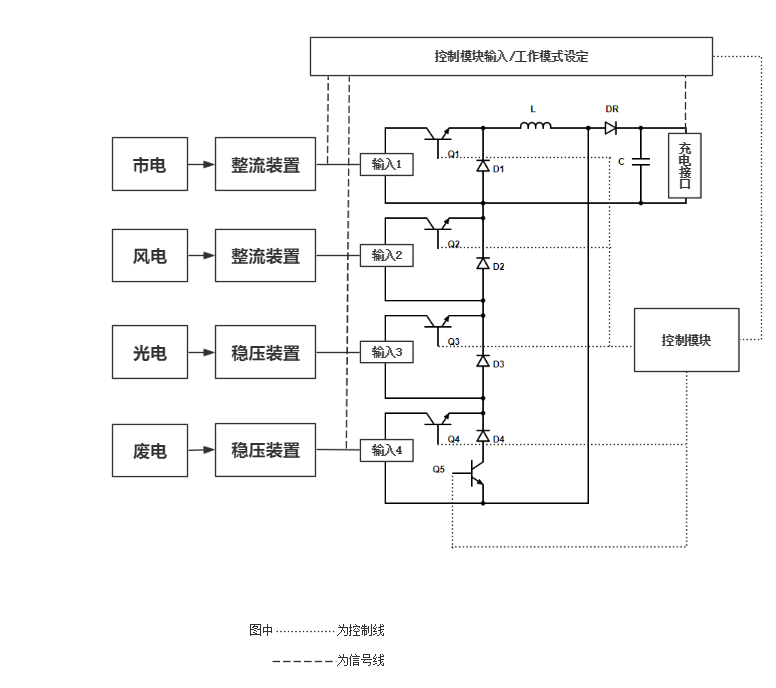 控制模块输入/工作模式设定
L
DR
市电
整流装置
输入1
Q1
D1
C
充电接口
风电
整流装置
输入2
Q2
D2
光电
稳压装置
输入3
Q3
D3
控制模块
废电
稳压装置
输入4
Q4
D4
Q5
图中 为控制线
为信号线